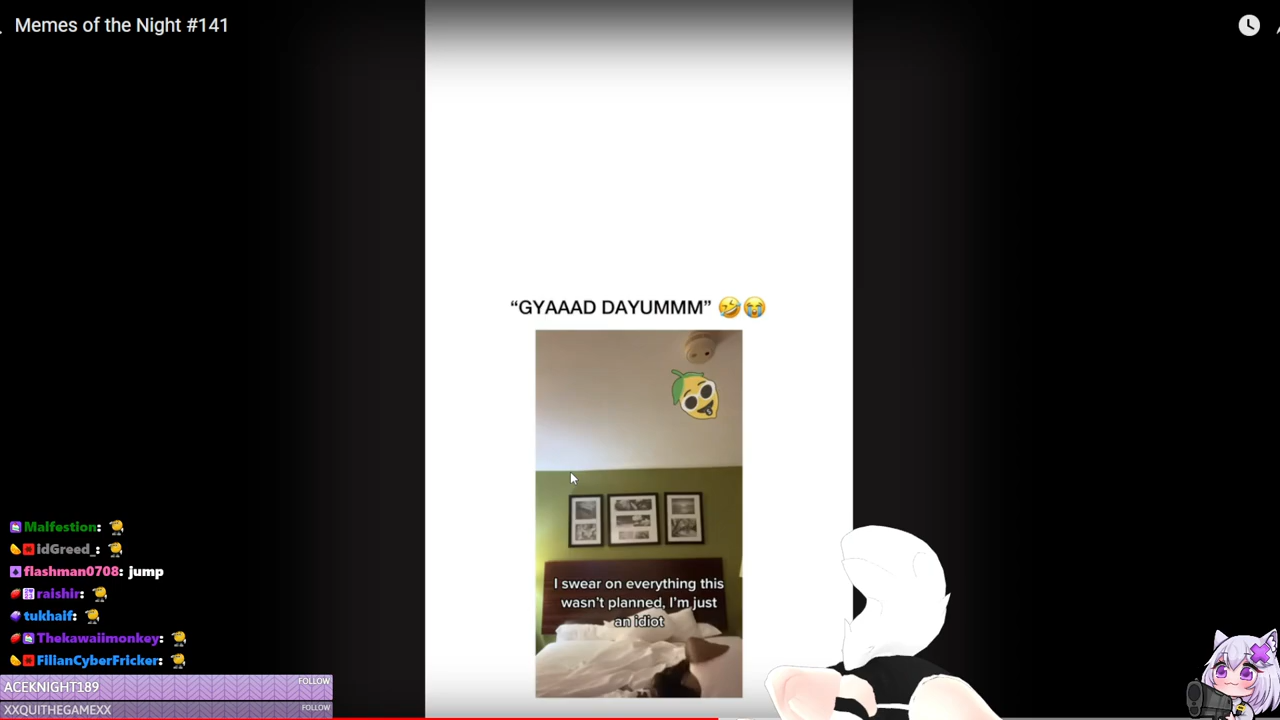 Memes of the Night #141
“GYAAAD DAYUMMM” 🤣😭
I swear on everything this
wasn't planned, I'm just
an idiot
Malfestion:
IdGreed_:
flashman0708: jump
raishir:
tukhaif:
Thekawaiimonkey:
FilianCyberFricker:
ACEKNIGHT189 FOLLOW
XXQUITHEGAMEXX FOLLOW